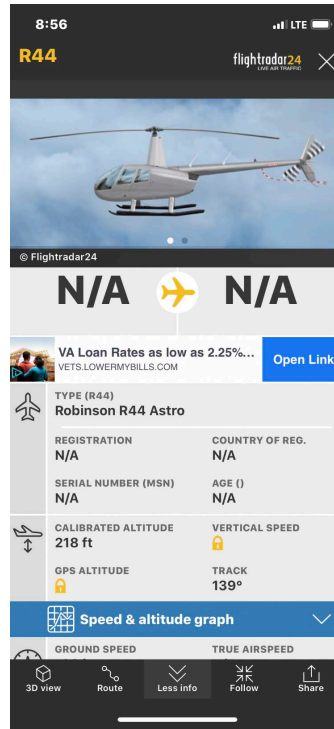 8:56
LTE
R44
flightradar24
LIVE AIR TRAFFIC
© Flightradar24
N/A N/A
VA Loan Rates as low as 2.25%...
VETS.LOWERMYBILLS.COM
Open Link
TYPE (R44)
Robinson R44 Astro
REGISTRATION COUNTRY OF REG.
N/A N/A
SERIAL NUMBER (MSN) AGE ()
N/A N/A
CALIBRATED ALTITUDE VERTICAL SPEED
218 ft
GPS ALTITUDE TRACK
139°
Speed & altitude graph
GROUND SPEED TRUE AIRSPEED
3D view Route Less info Follow Share